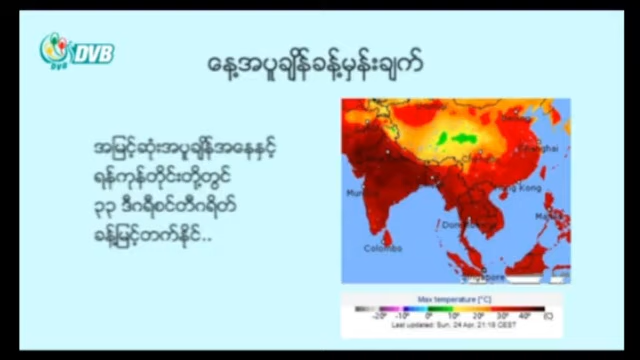 DVB
DVB
နေ့အပူချိန်ခန့်မှန်းချက်
အမြင့်ဆုံးအပူချိန်အနေနှင့်
ရန်ကုန်တိုင်းတို့တွင်
၃၃ ဒီဂရီစင်တီဂရိတ်
ခန့်မြင့်တက်နိုင်..
Shanghai
Hong Kong
Colombo
Max temperature [°C]
-20° -10° 0° 10° 20° 30° 40°
Last updated: Sun, 24 Apr, 21:18 CEST